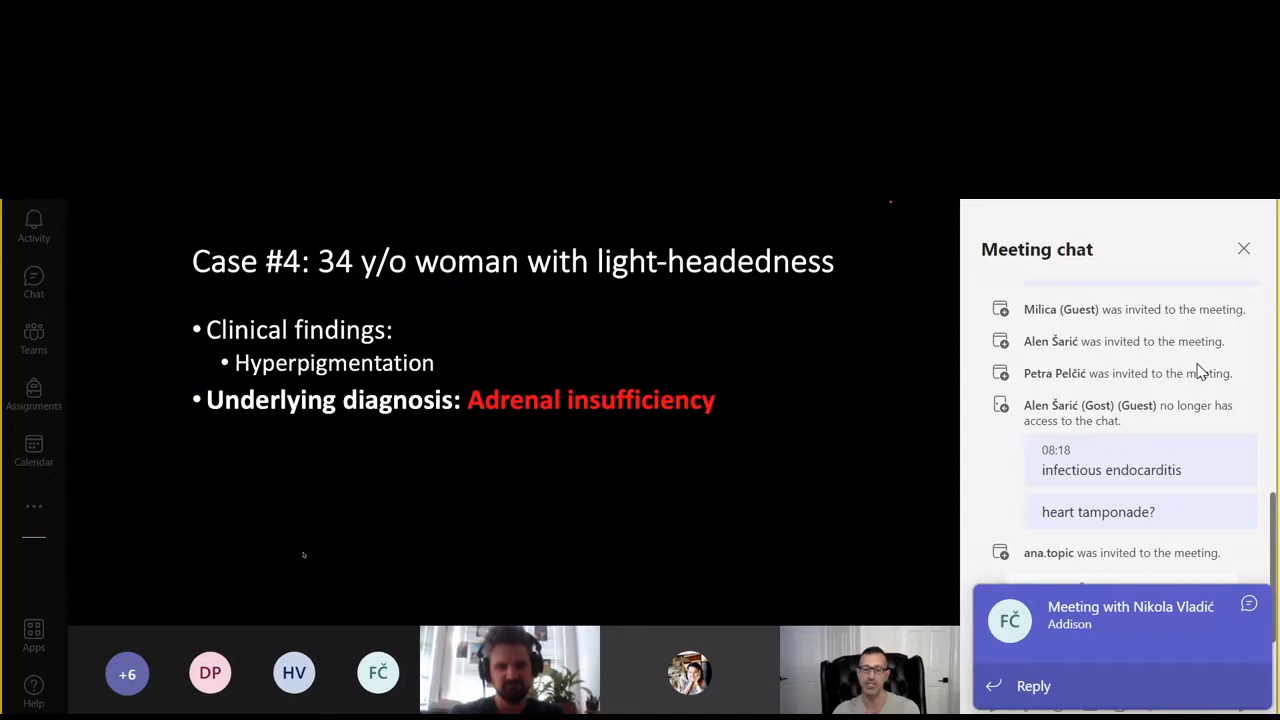 Activity
Chat
Teams
Assignments
Calendar
Apps
Help
Case #4: 34 y/o woman with light-headedness
• Clinical findings:
• Hyperpigmentation
• Underlying diagnosis: Adrenal insufficiency
+6
DP
HV
FČ
Meeting chat
Milica (Guest) was invited to the meeting.
Alen Šarić was invited to the meeting.
Petra Pelčić was invited to the meeting.
Alen Šarić (Gost) (Guest) no longer has
access to the chat.
08:18
infectious endocarditis
heart tamponade?
ana.topic was invited to the meeting.
FČ
Meeting with Nikola Vladić
Addison
Reply